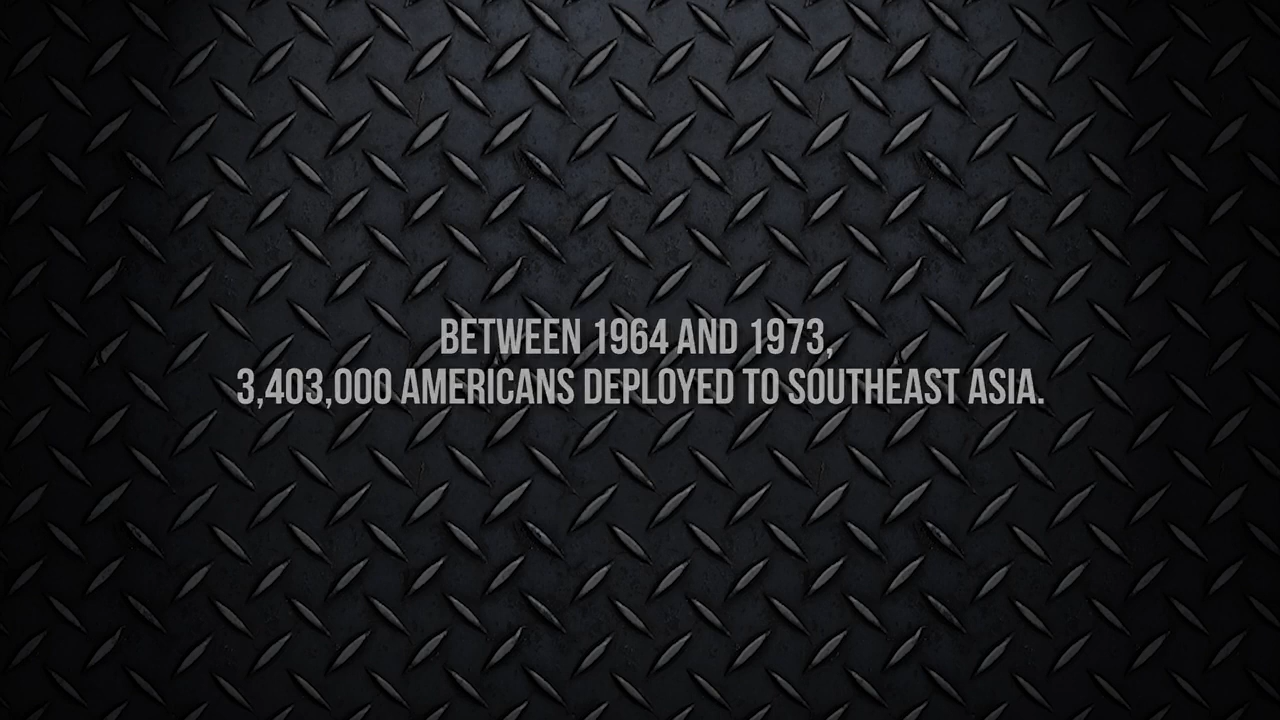 BETWEEN 1964 AND 1973,
3,403,000 AMERICANS DEPLOYED TO SOUTHEAST ASIA.